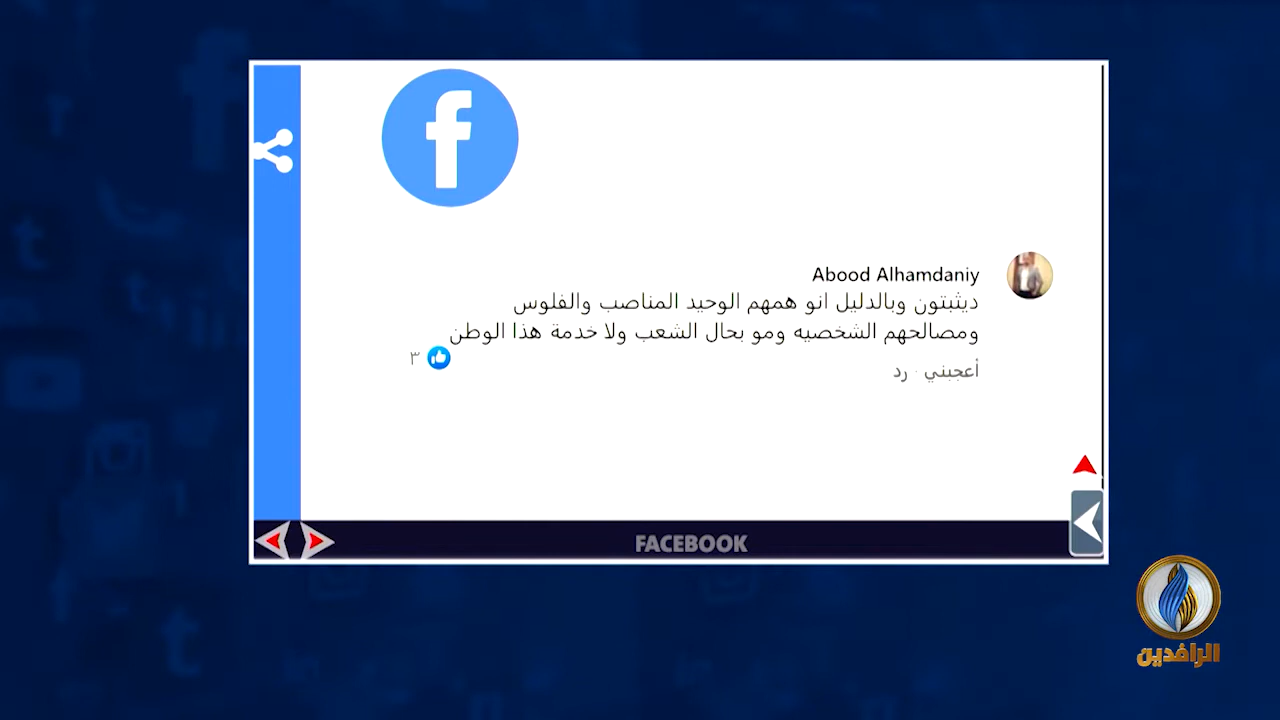 Abood Alhamdaniy
ديثبتون وبالدليل انو همهم الوحيد المناصب والفلوس
ومصالحهم الشخصيه ومو بحال الشعب ولا خدمة هذا الوطن
٣
أعجبني · رد
FACEBOOK
الرافدين